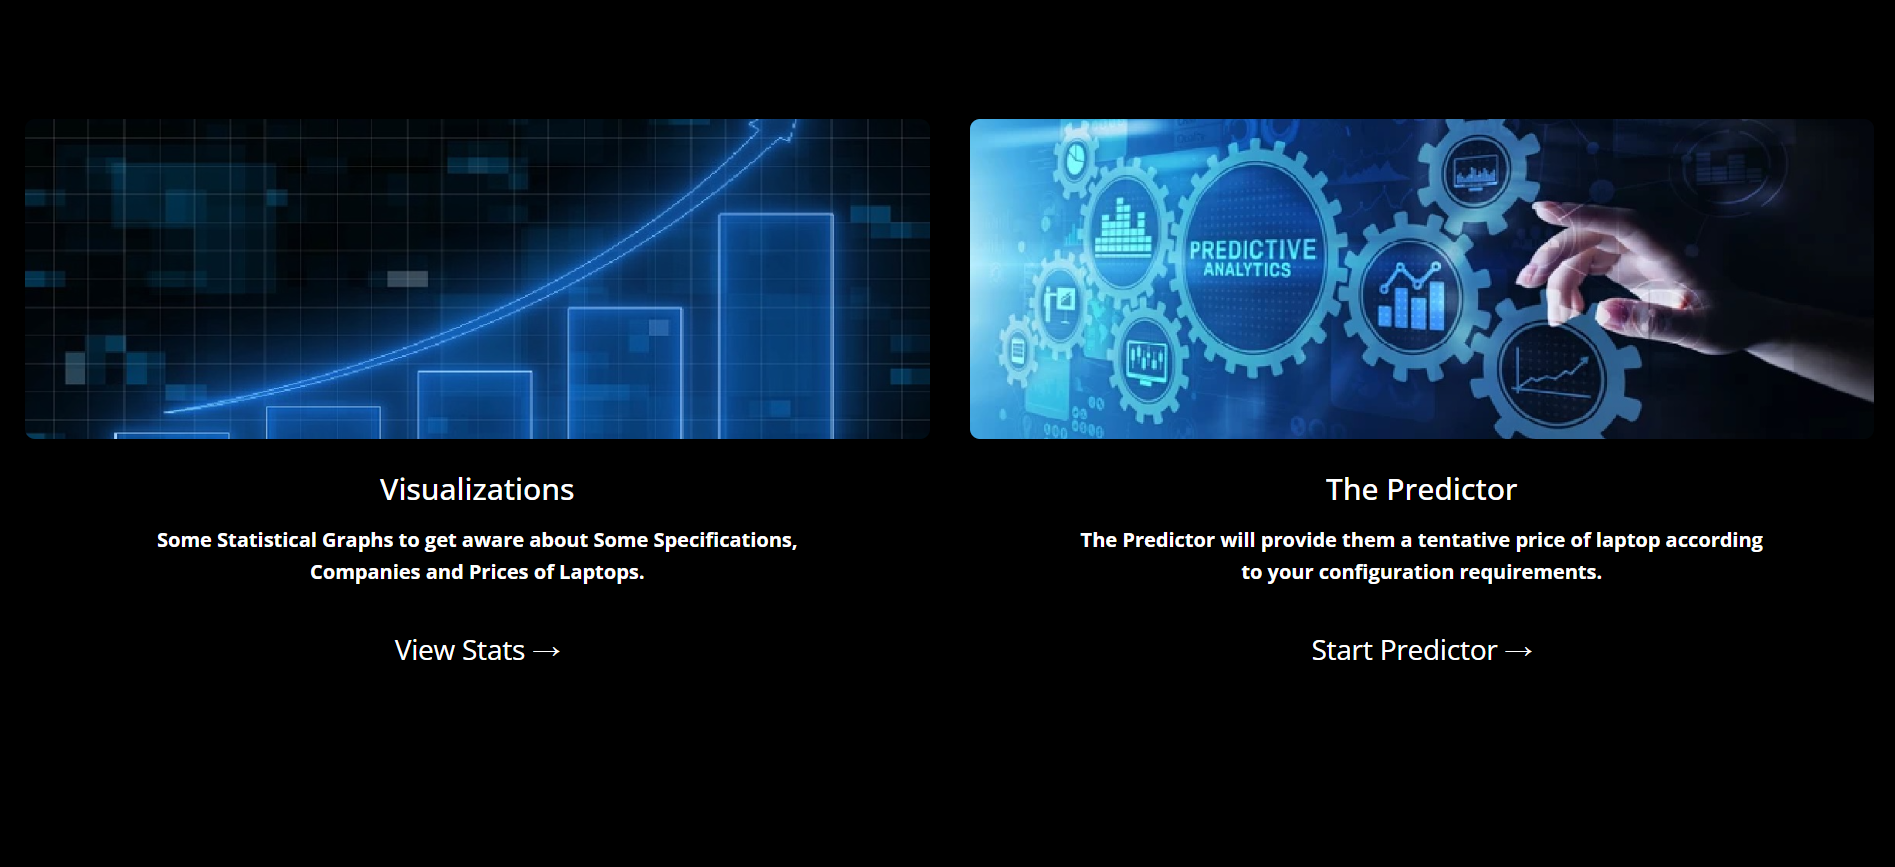 PREDICTIVE
ANALYTICS
Visualizations
Some Statistical Graphs to get aware about Some Specifications,
Companies and Prices of Laptops.
View Stats →
The Predictor
The Predictor will provide them a tentative price of laptop according
to your configuration requirements.
Start Predictor →